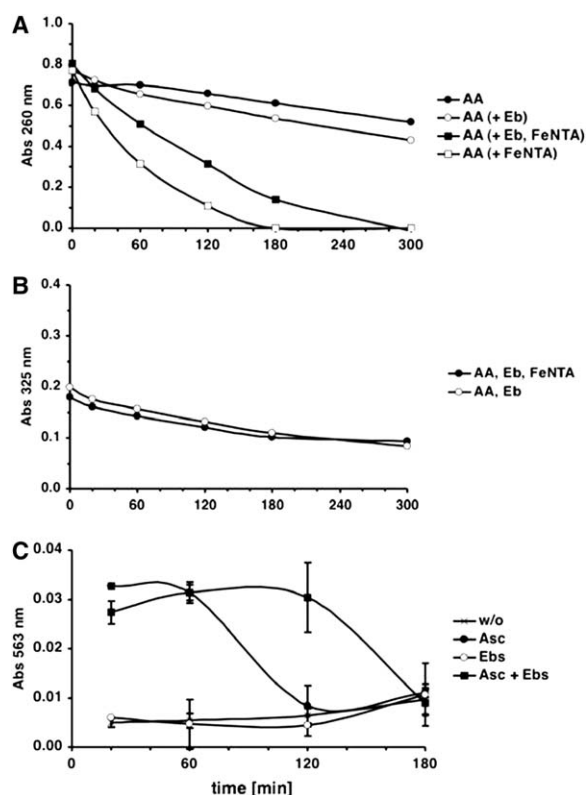 A
Abs 260 nm
1.0
0.8
0.6
0.4
0.2
0.0
0 60 120 180 240 300
AA
AA (+ Eb)
AA (+ Eb, FeNTA)
AA (+ FeNTA)
B
Abs 325 nm
0.4
0.3
0.2
0.1
0.0
0 60 120 180 240 300
AA, Eb, FeNTA
AA, Eb
C
Abs 563 nm
0.04
0.03
0.02
0.01
0.00
0 60 120 180
time [min]
w/o
Asc
Ebs
Asc + Ebs